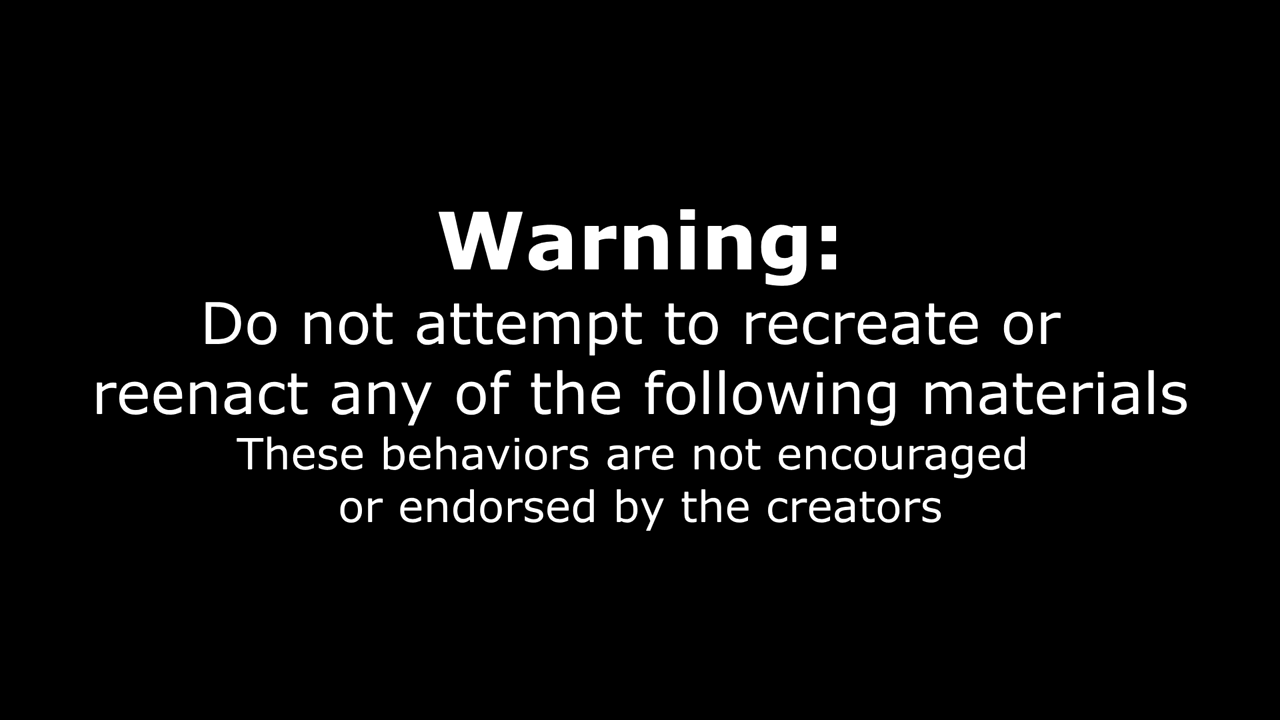 Warning:
Do not attempt to recreate or
reenact any of the following materials
These behaviors are not encouraged
or endorsed by the creators